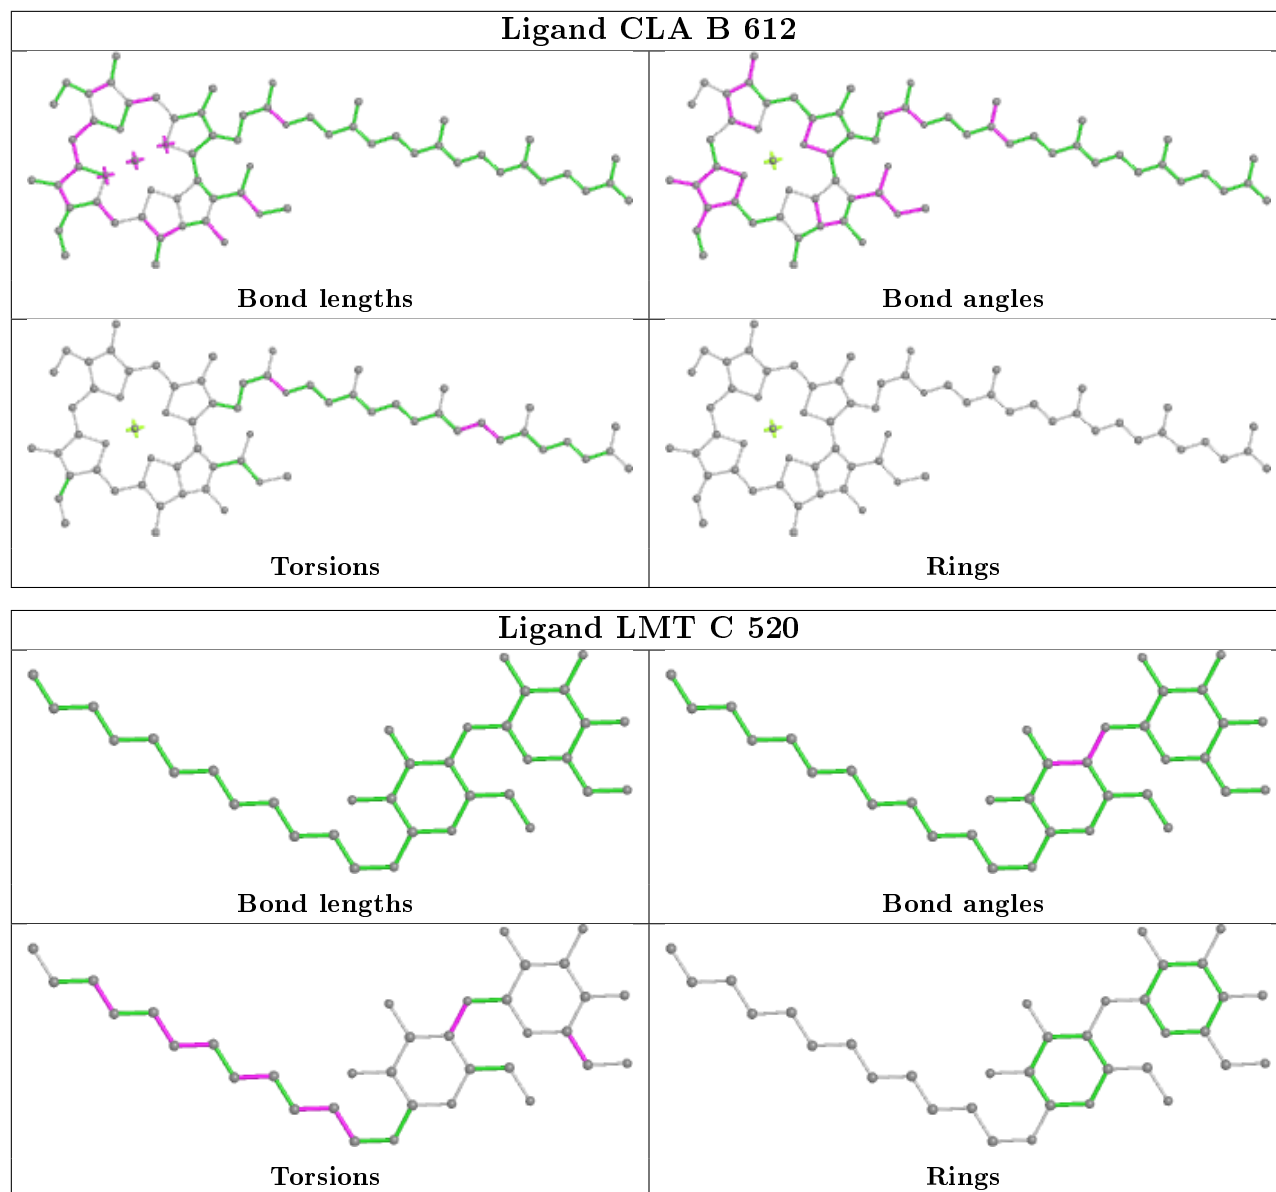 Ligand CLA B 612
Bond lengths
Bond angles
Torsions
Rings
Ligand LMT C 520
Bond lengths
Bond angles
Torsions
Rings